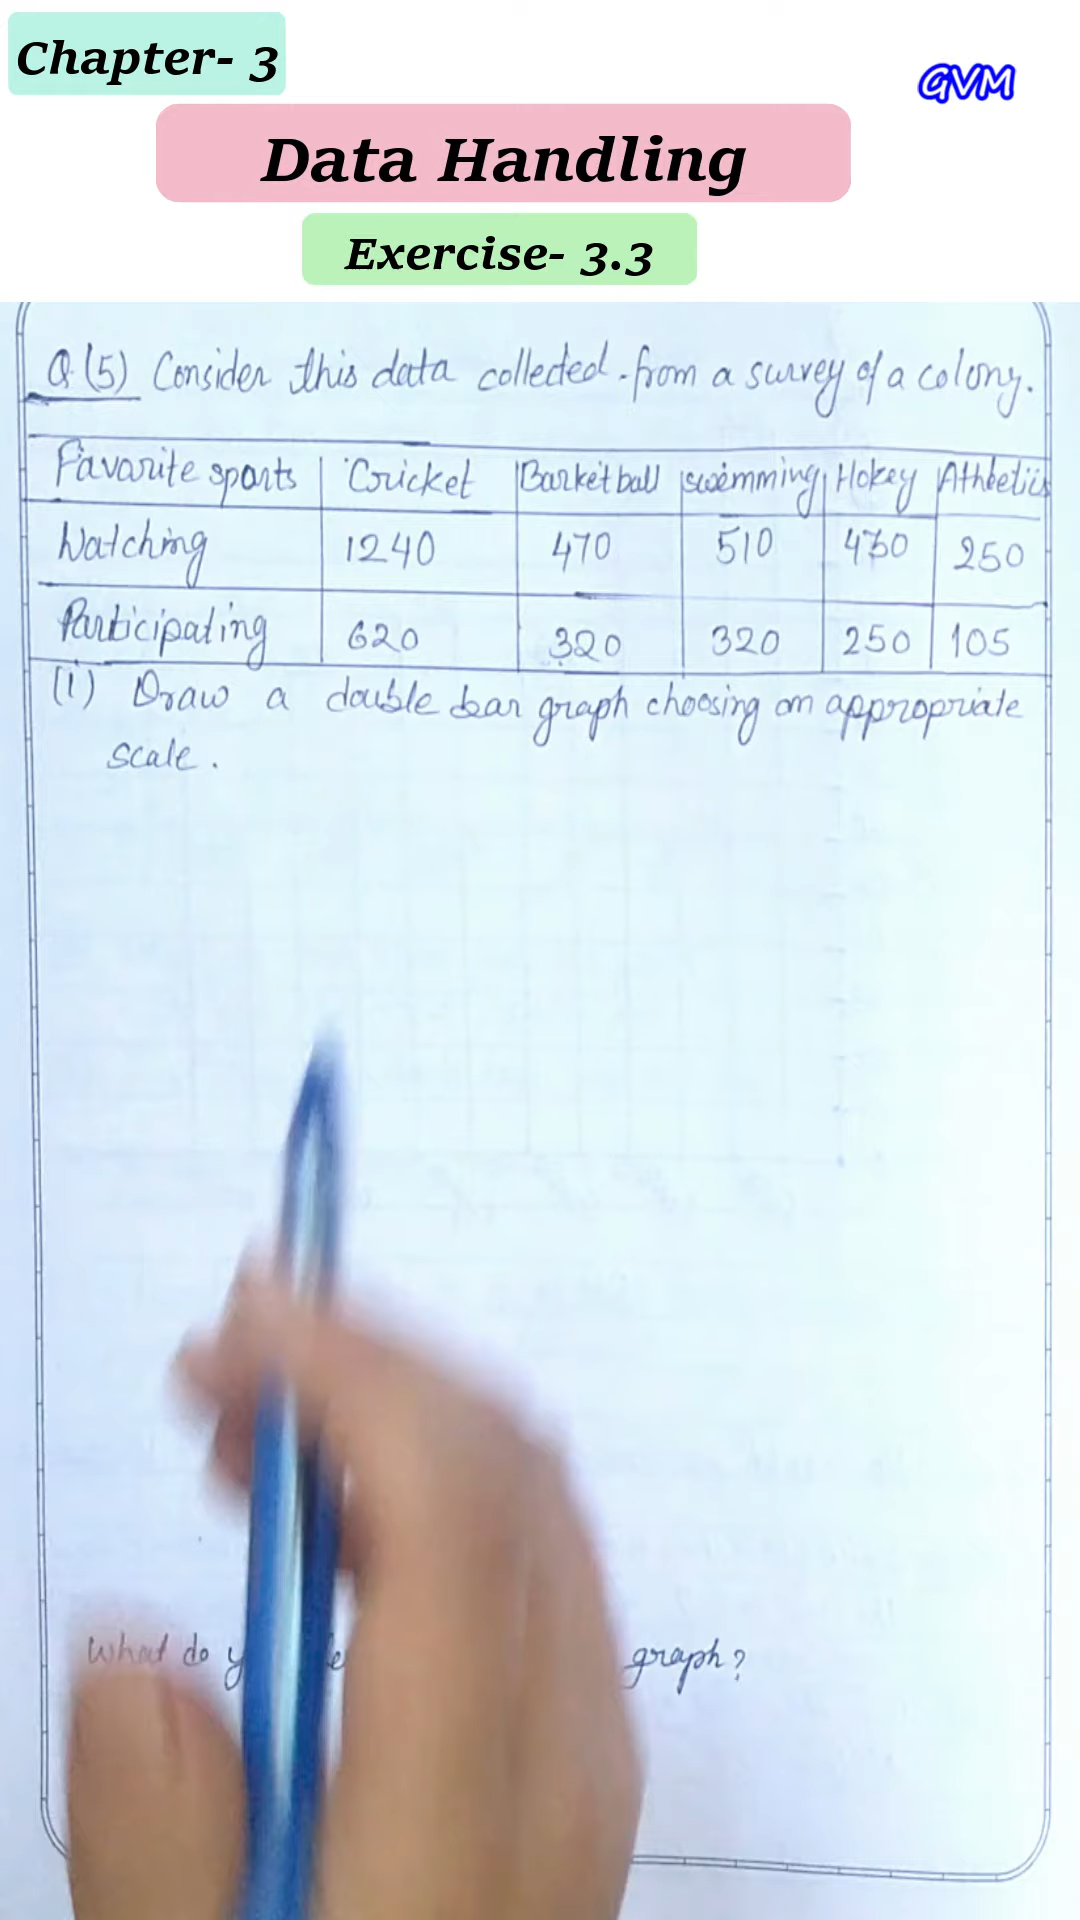 Chapter- 3
GVM
Data Handling
Exercise- 3.3
Q.(5) Consider this data collected from a survey of a colony.
Favarite sports Cricket Basketball swimming Hokey Athletics
Watching 1240 470 510 430 250
Participating 620 320 320 250 105
(i) Draw a double bar graph choosing an appropriate
scale.
What do graph?